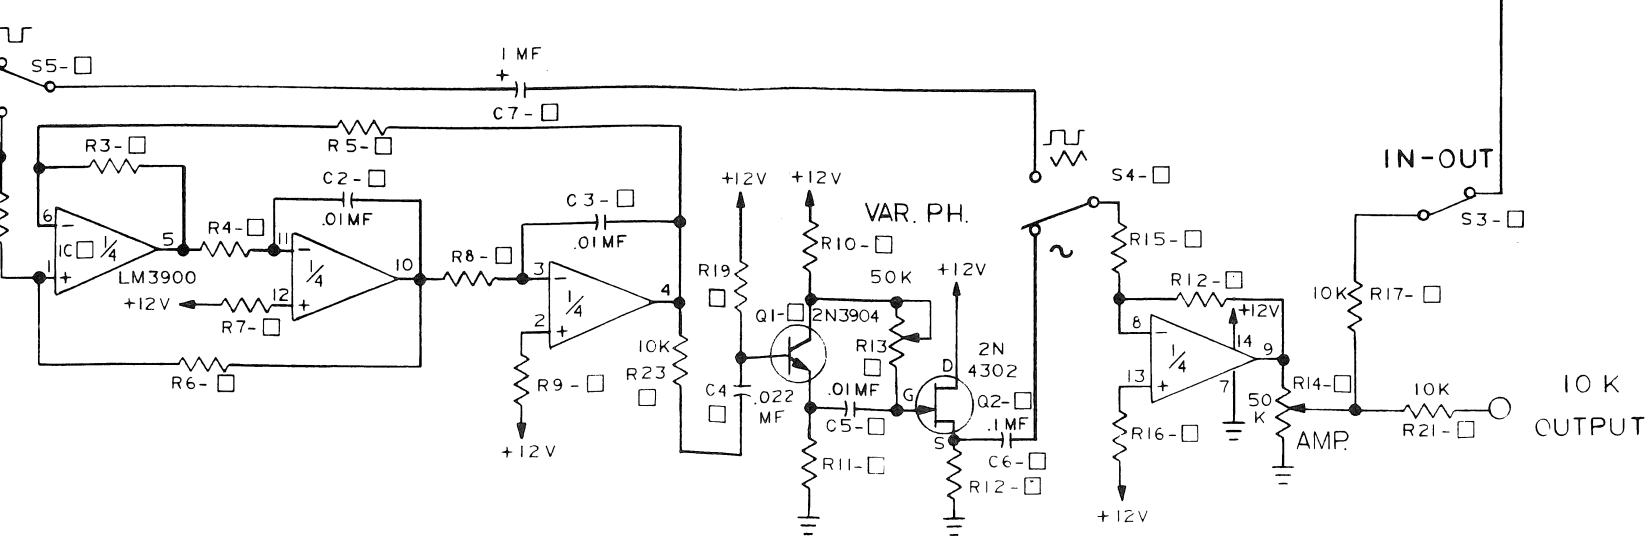 S5-□
1 MF
+
C7-□
R5-□
R3-□
C2-□
.01MF
C3-□
.01MF
+12V
+12V
S4-□
IN-OUT
S3-□
VAR. PH.
6
-
5
R4-□
11
-
IC□ 1/4
LM3900
1
+
1/4
10
R8-□
3
-
1/4
4
+12V
12
+
R7-□
2
+
R6-□
R9-□
+12V
R19
□
R10-□
50K
+12V
Q1-□
2N3904
R13
□
10K
R23
□
C4
□
.022
MF
.01MF
C5-□
G
D
S
2N
4302
Q2-□
.1MF
C6-□
R11-□
R12-□
R15-□
R12-□
+12V
8
-
14
1/4
9
13
+
7
R14-□
50
K
AMP.
R16-□
+12V
10K
R17-□
10K
R21-□
10 K
OUTPUT